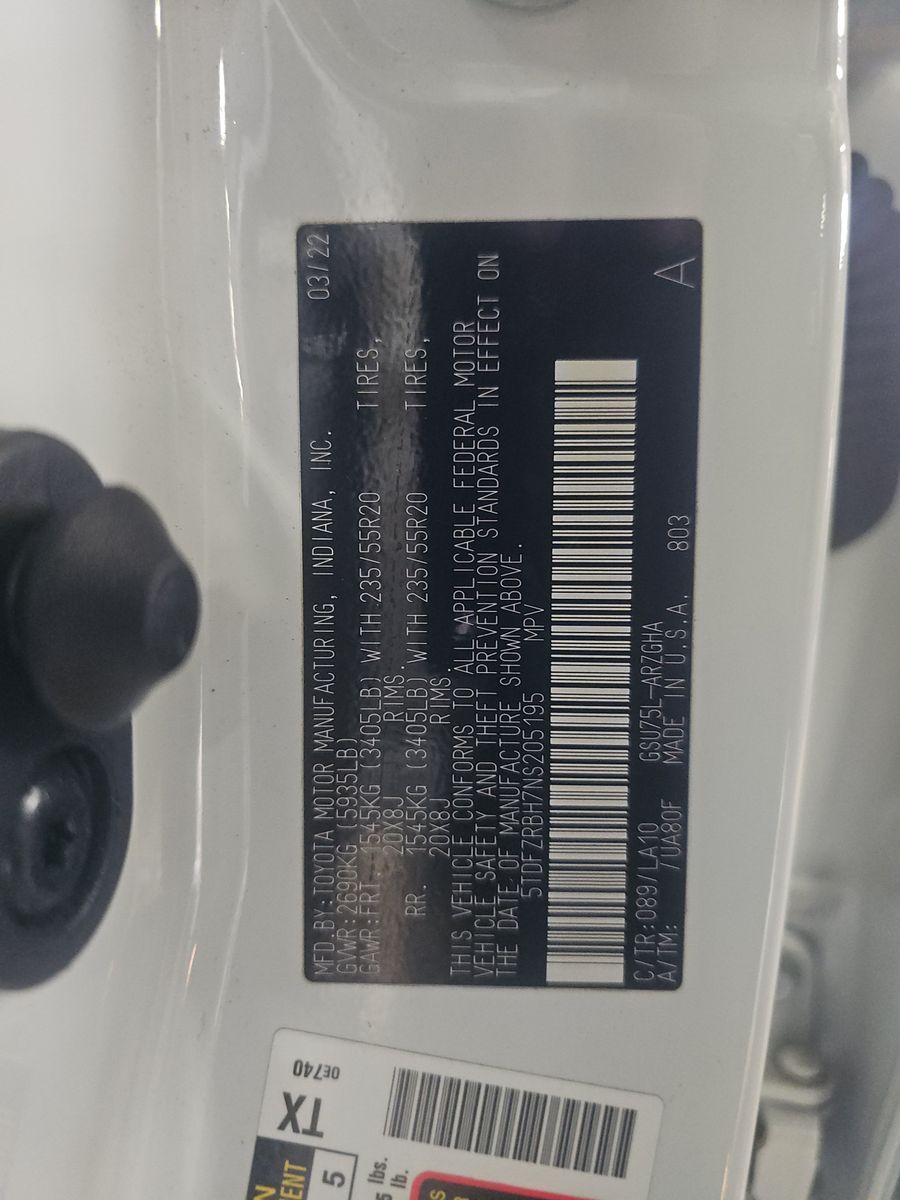 MFD.BY:TOYOTA MOTOR MANUFACTURING, INDIANA, INC. 03/22
GVWR:2690KG (5935LB)
GAWR:FRT. 1545KG (3405LB) WITH 235/55R20 TIRES,
20X8J RIMS.
RR. 1545KG (3405LB) WITH 235/55R20 TIRES,
20X8J RIMS.
THIS VEHICLE CONFORMS TO ALL APPLICABLE FEDERAL MOTOR
VEHICLE SAFETY AND THEFT PREVENTION STANDARDS IN EFFECT ON
THE DATE OF MANUFACTURE SHOWN ABOVE.
5TDFZRBH7NS205195 MPV
C/TR:089/LA10 GSU75L-ARZGHA
A/TM: /UA80F MADE IN U.S.A. 803 A
0E740
TX
5
lbs.
lb.